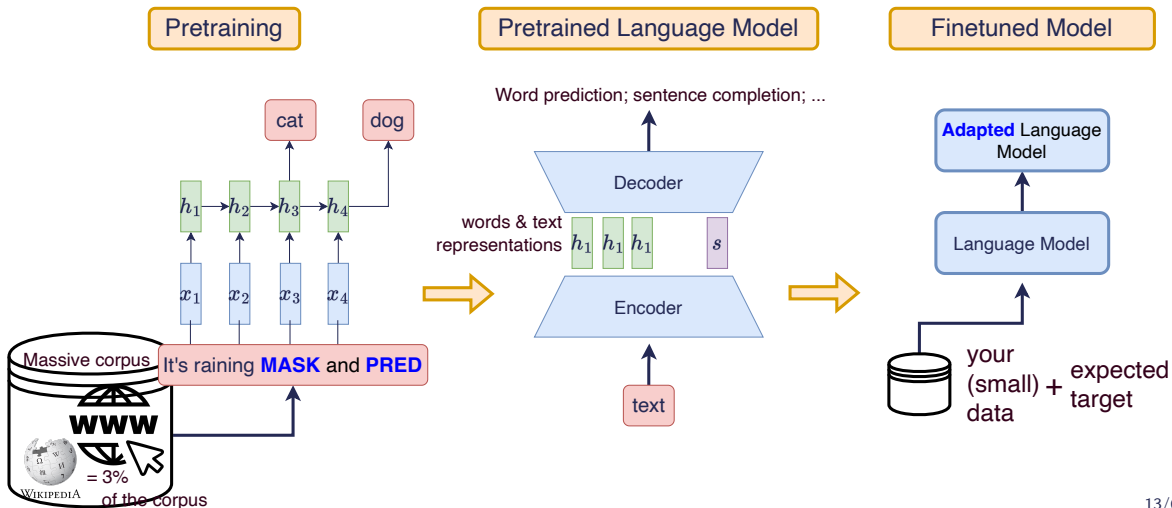 Pretraining
Pretrained Language Model
Finetuned Model
cat
dog
h1 h2 h3 h4
x1 x2 x3 x4
Massive corpus
It's raining MASK and PRED
www
WIKIPEDIA
= 3%
of the corpus
Word prediction; sentence completion; ...
Decoder
words & text
representations
h1 h1 h1 s
Encoder
text
Adapted Language
Model
Language Model
your
(small)
data
+
expected
target